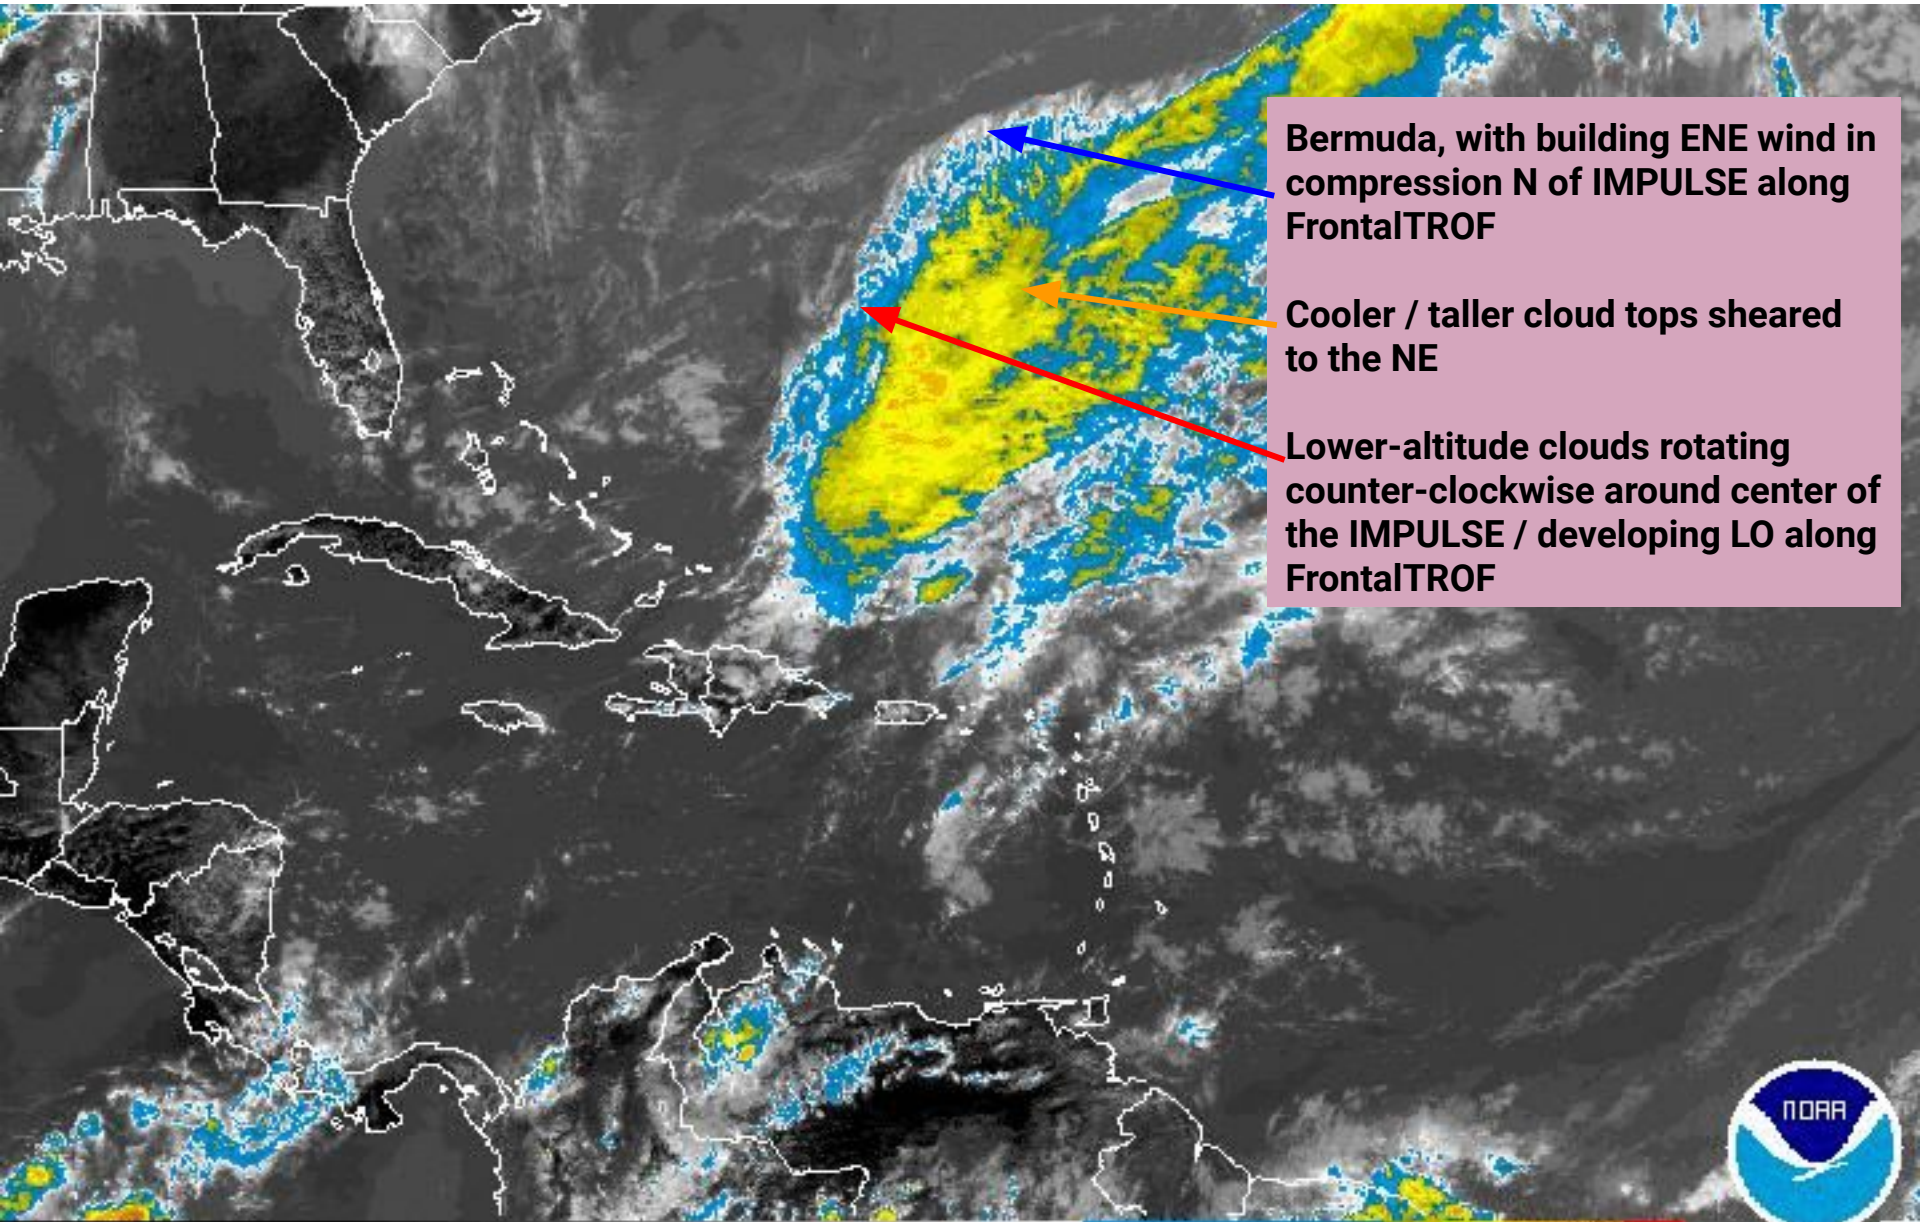 Bermuda, with building ENE wind in
compression N of IMPULSE along
FrontalTROF
Cooler / taller cloud tops sheared
to the NE
Lower-altitude clouds rotating
counter-clockwise around center of
the IMPULSE / developing LO along
FrontalTROF
NOAA